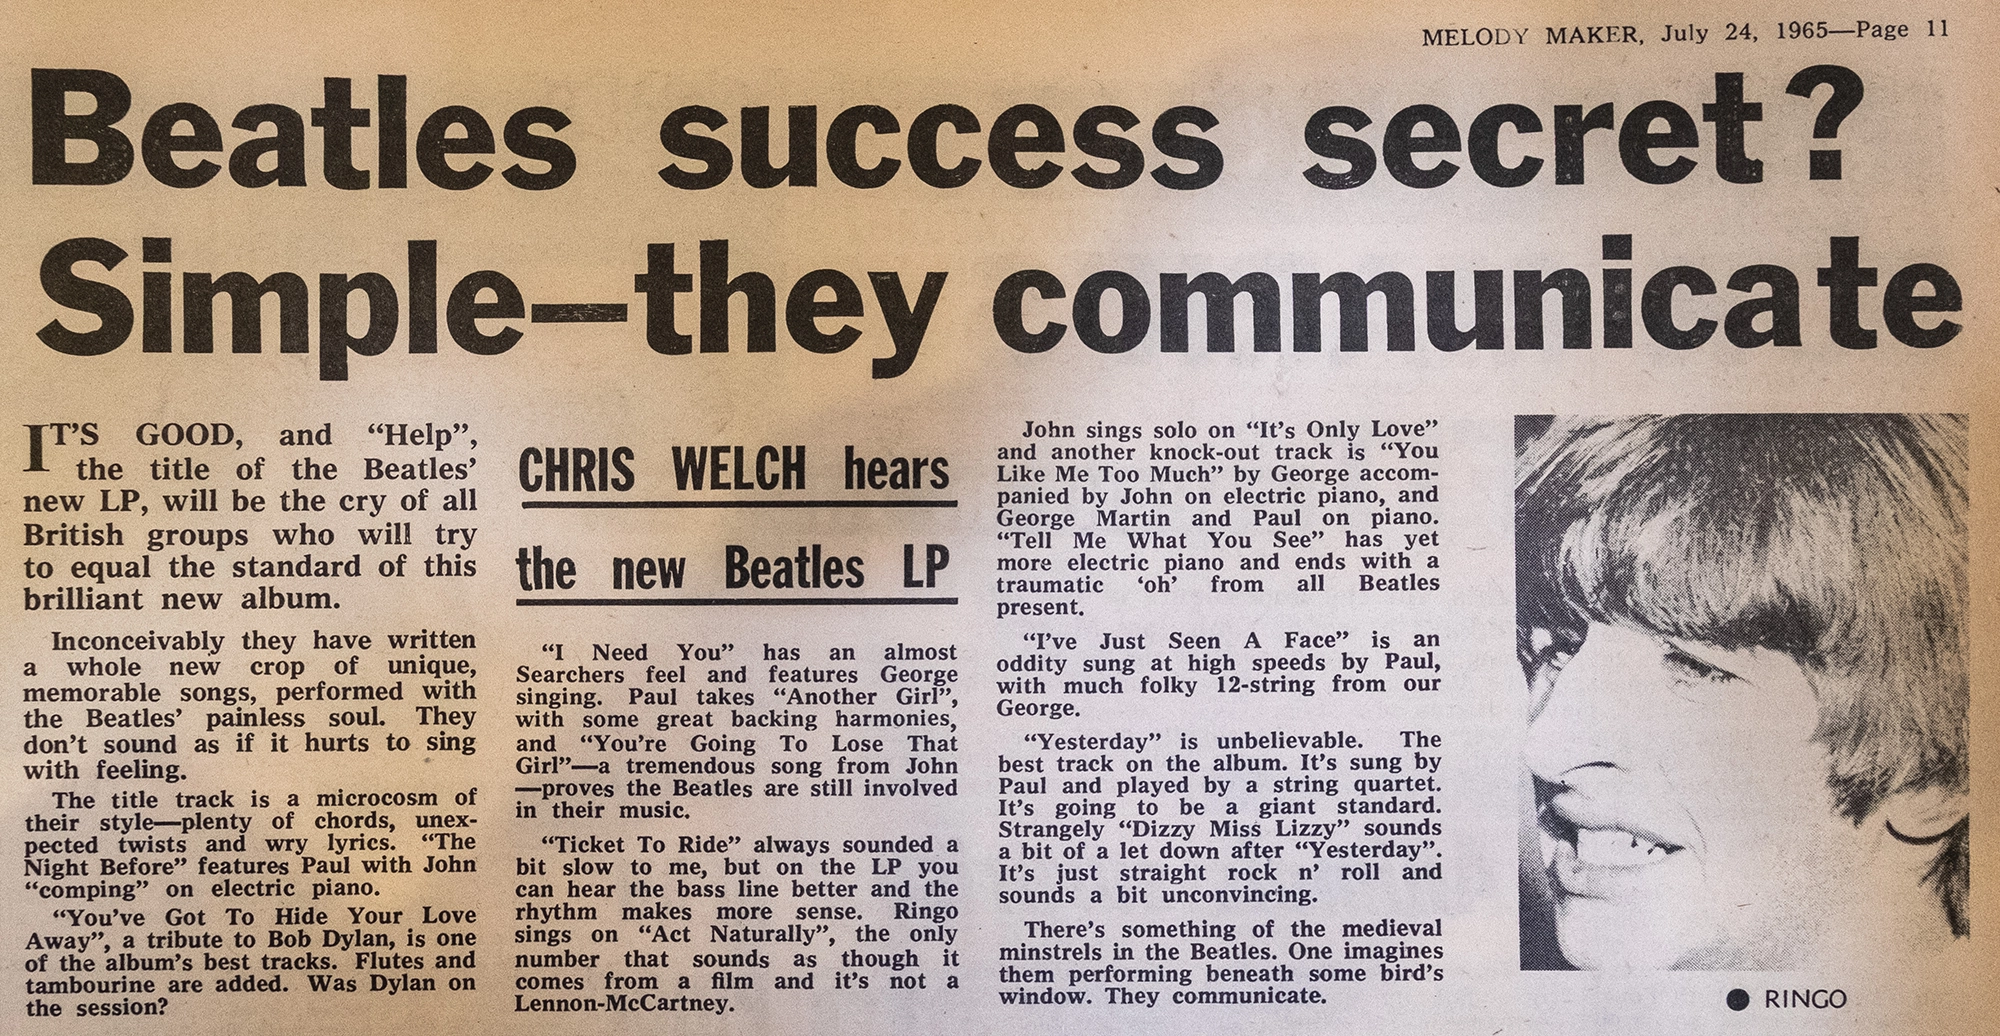 MELODY MAKER, July 24, 1965—Page 11
Beatles success secret?
Simple—they communicate
IT'S GOOD, and “Help”,
the title of the Beatles’
new LP, will be the cry of all
British groups who will try
to equal the standard of this
brilliant new album.
Inconceivably they have written
a whole new crop of unique,
memorable songs, performed with
the Beatles’ painless soul. They
don’t sound as if it hurts to sing
with feeling.
The title track is a microcosm of
their style—plenty of chords, unex-
pected twists and wry lyrics. “The
Night Before” features Paul with John
“comping” on electric piano.
“You’ve Got To Hide Your Love
Away”, a tribute to Bob Dylan, is one
of the album’s best tracks. Flutes and
tambourine are added. Was Dylan on
the session?
CHRIS WELCH hears
the new Beatles LP
“I Need You” has an almost
Searchers feel and features George
singing. Paul takes “Another Girl”,
with some great backing harmonies,
and “You’re Going To Lose That
Girl”—a tremendous song from John
—proves the Beatles are still involved
in their music.
“Ticket To Ride” always sounded a
bit slow to me, but on the LP you
can hear the bass line better and the
rhythm makes more sense. Ringo
sings on “Act Naturally”, the only
number that sounds as though it
comes from a film and it’s not a
Lennon-McCartney.
John sings solo on “It’s Only Love”
and another knock-out track is “You
Like Me Too Much” by George accom-
panied by John on electric piano, and
George Martin and Paul on piano.
“Tell Me What You See” has yet
more electric piano and ends with a
traumatic ‘oh’ from all Beatles
present.
“I’ve Just Seen A Face” is an
oddity sung at high speeds by Paul,
with much folky 12-string from our
George.
“Yesterday” is unbelievable. The
best track on the album. It’s sung by
Paul and played by a string quartet.
It’s going to be a giant standard.
Strangely “Dizzy Miss Lizzy” sounds
a bit of a let down after “Yesterday”.
It’s just straight rock n’ roll and
sounds a bit unconvincing.
There’s something of the medieval
minstrels in the Beatles. One imagines
them performing beneath some bird’s
window. They communicate.
● RINGO